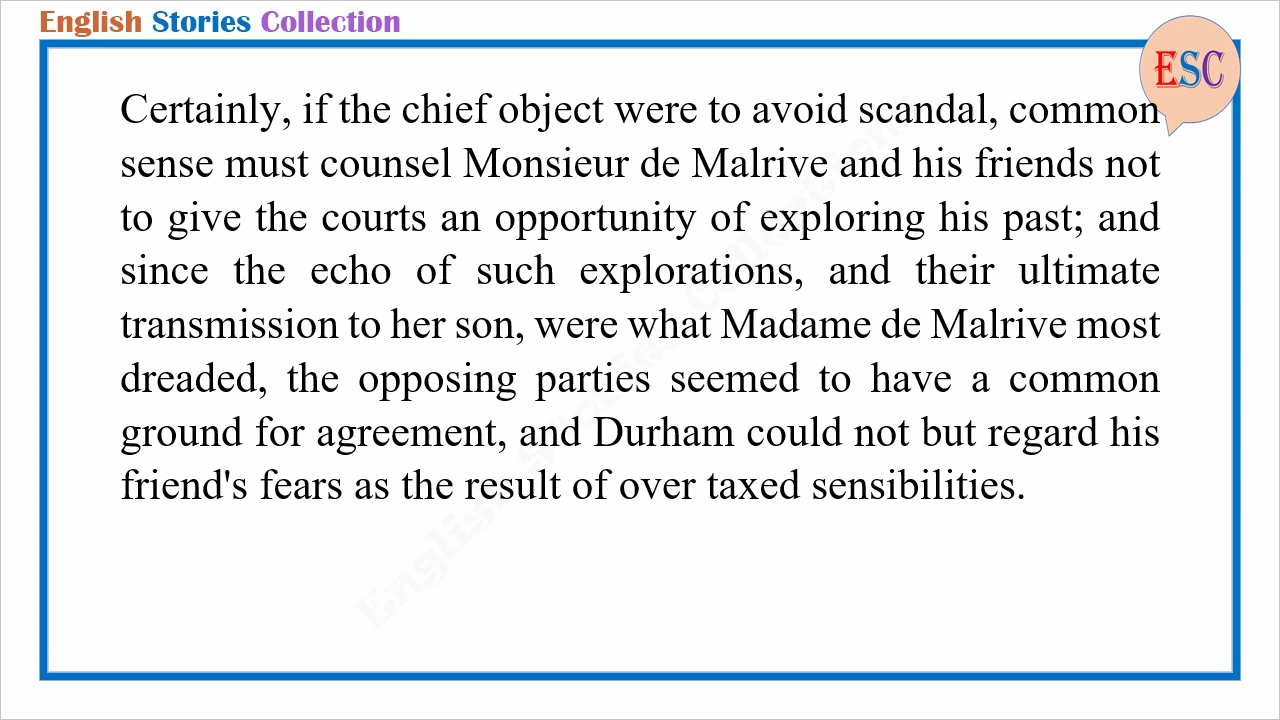 English Stories Collection
ESC
Certainly, if the chief object were to avoid scandal, common
sense must counsel Monsieur de Malrive and his friends not
to give the courts an opportunity of exploring his past; and
since the echo of such explorations, and their ultimate
transmission to her son, were what Madame de Malrive most
dreaded, the opposing parties seemed to have a common
ground for agreement, and Durham could not but regard his
friend's fears as the result of over taxed sensibilities.
English Stories Collection